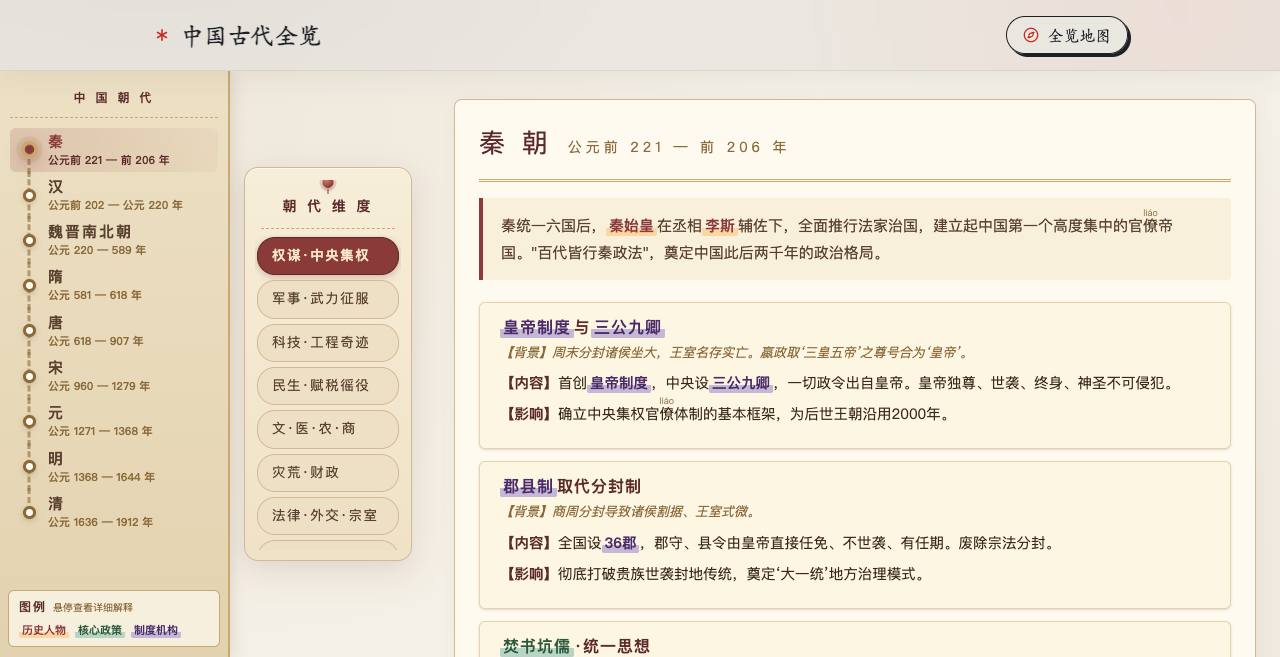 * 中国古代全览
全览地图
中国朝代
秦
公元前 221 — 前 206 年
汉
公元前 202 — 公元 220 年
魏晋南北朝
公元 220 — 589 年
隋
公元 581 — 618 年
唐
公元 618 — 907 年
宋
公元 960 — 1279 年
元
公元 1271 — 1368 年
明
公元 1368 — 1644 年
清
公元 1636 — 1912 年
图例 悬停查看详细解释
历史人物 核心政策 制度机构
朝代维度
权谋·中央集权
军事·武力征服
科技·工程奇迹
民生·赋税徭役
文·医·农·商
灾荒·财政
法律·外交·宗室
秦朝 公元前 221 — 前 206 年
liáo
秦统一六国后，秦始皇在丞相李斯辅佐下，全面推行法家治国，建立起中国第一个高度集中的官僚帝
国。"百代皆行秦政法"，奠定中国此后两千年的政治格局。
皇帝制度与三公九卿
【背景】周末分封诸侯坐大，王室名存实亡。嬴政取‘三皇五帝’之尊号合为‘皇帝’。
【内容】首创皇帝制度，中央设三公九卿，一切政令出自皇帝。皇帝独尊、世袭、终身、神圣不可侵犯。
liáo
【影响】确立中央集权官僚体制的基本框架，为后世王朝沿用2000年。
郡县制取代分封制
【背景】商周分封导致诸侯割据、王室式微。
【内容】全国设36郡，郡守、县令由皇帝直接任免、不世袭、有任期。废除宗法分封。
【影响】彻底打破贵族世袭封地传统，奠定‘大一统’地方治理模式。
焚书坑儒·统一思想